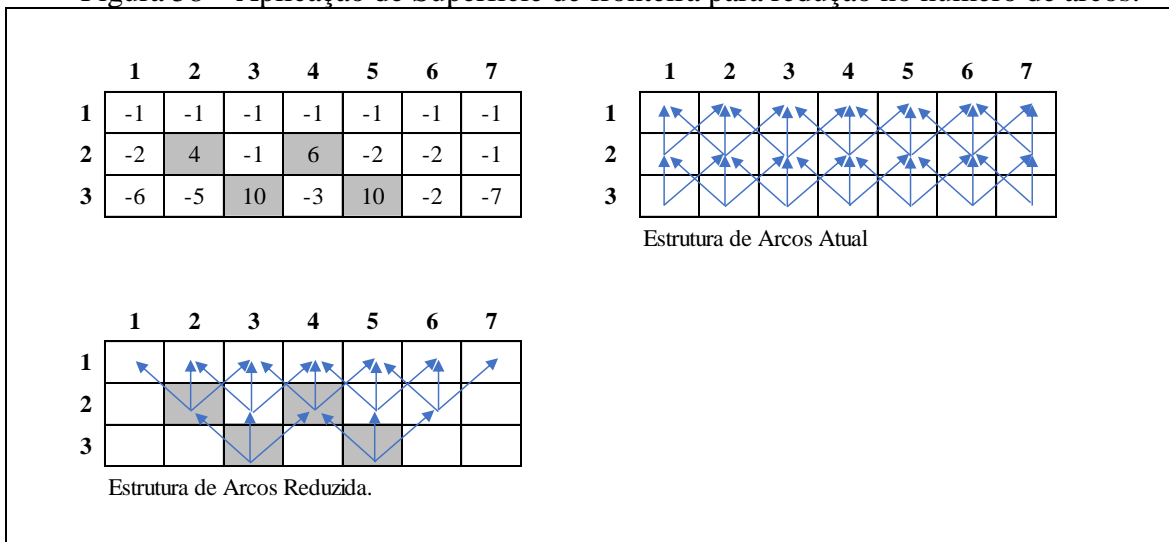 Figura – Aplicação de Superfície de fronteira para redução no número de arcos.
1 2 3 4 5 6 7
1 -1 -1 -1 -1 -1 -1 -1
2 -2 4 -1 6 -2 -2 -1
3 -6 -5 10 -3 10 -2 -7
1 2 3 4 5 6 7
1
2
3
Estrutura de Arcos Atual
1 2 3 4 5 6 7
1
2
3
Estrutura de Arcos Reduzida.